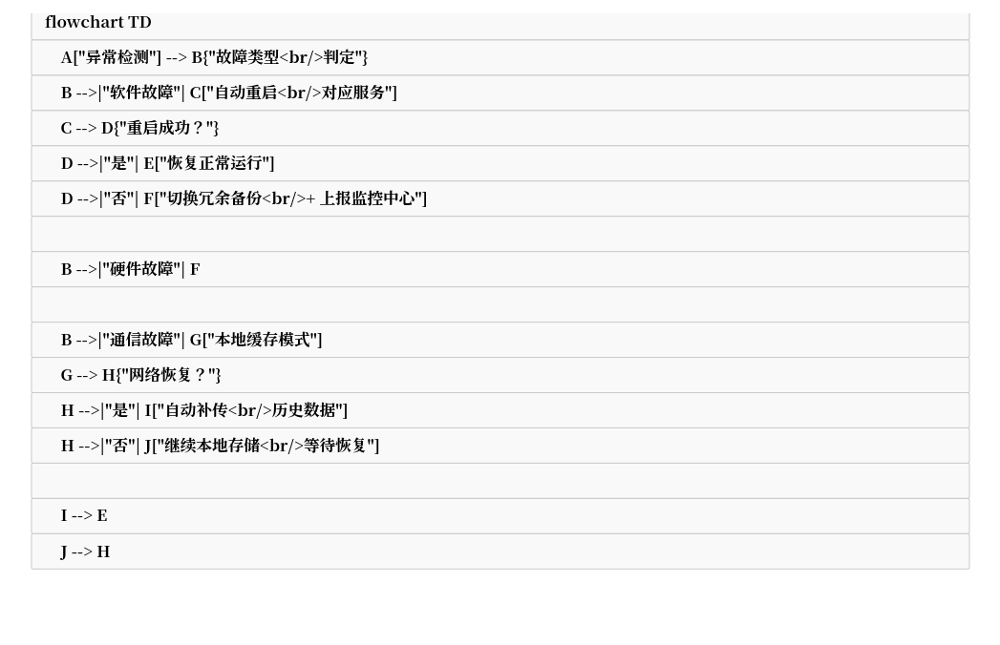 flowchart TD
A["异常检测"] --> B{"故障类型<br/>判定"}
B -->|"软件故障"| C["自动重启<br/>对应服务"]
C --> D{"重启成功？"}
D -->|"是"| E["恢复正常运行"]
D -->|"否"| F["切换冗余备份<br/>+ 上报监控中心"]
B -->|"硬件故障"| F
B -->|"通信故障"| G["本地缓存模式"]
G --> H{"网络恢复？"}
H -->|"是"| I["自动补传<br/>历史数据"]
H -->|"否"| J["继续本地存储<br/>等待恢复"]
I --> E
J --> H